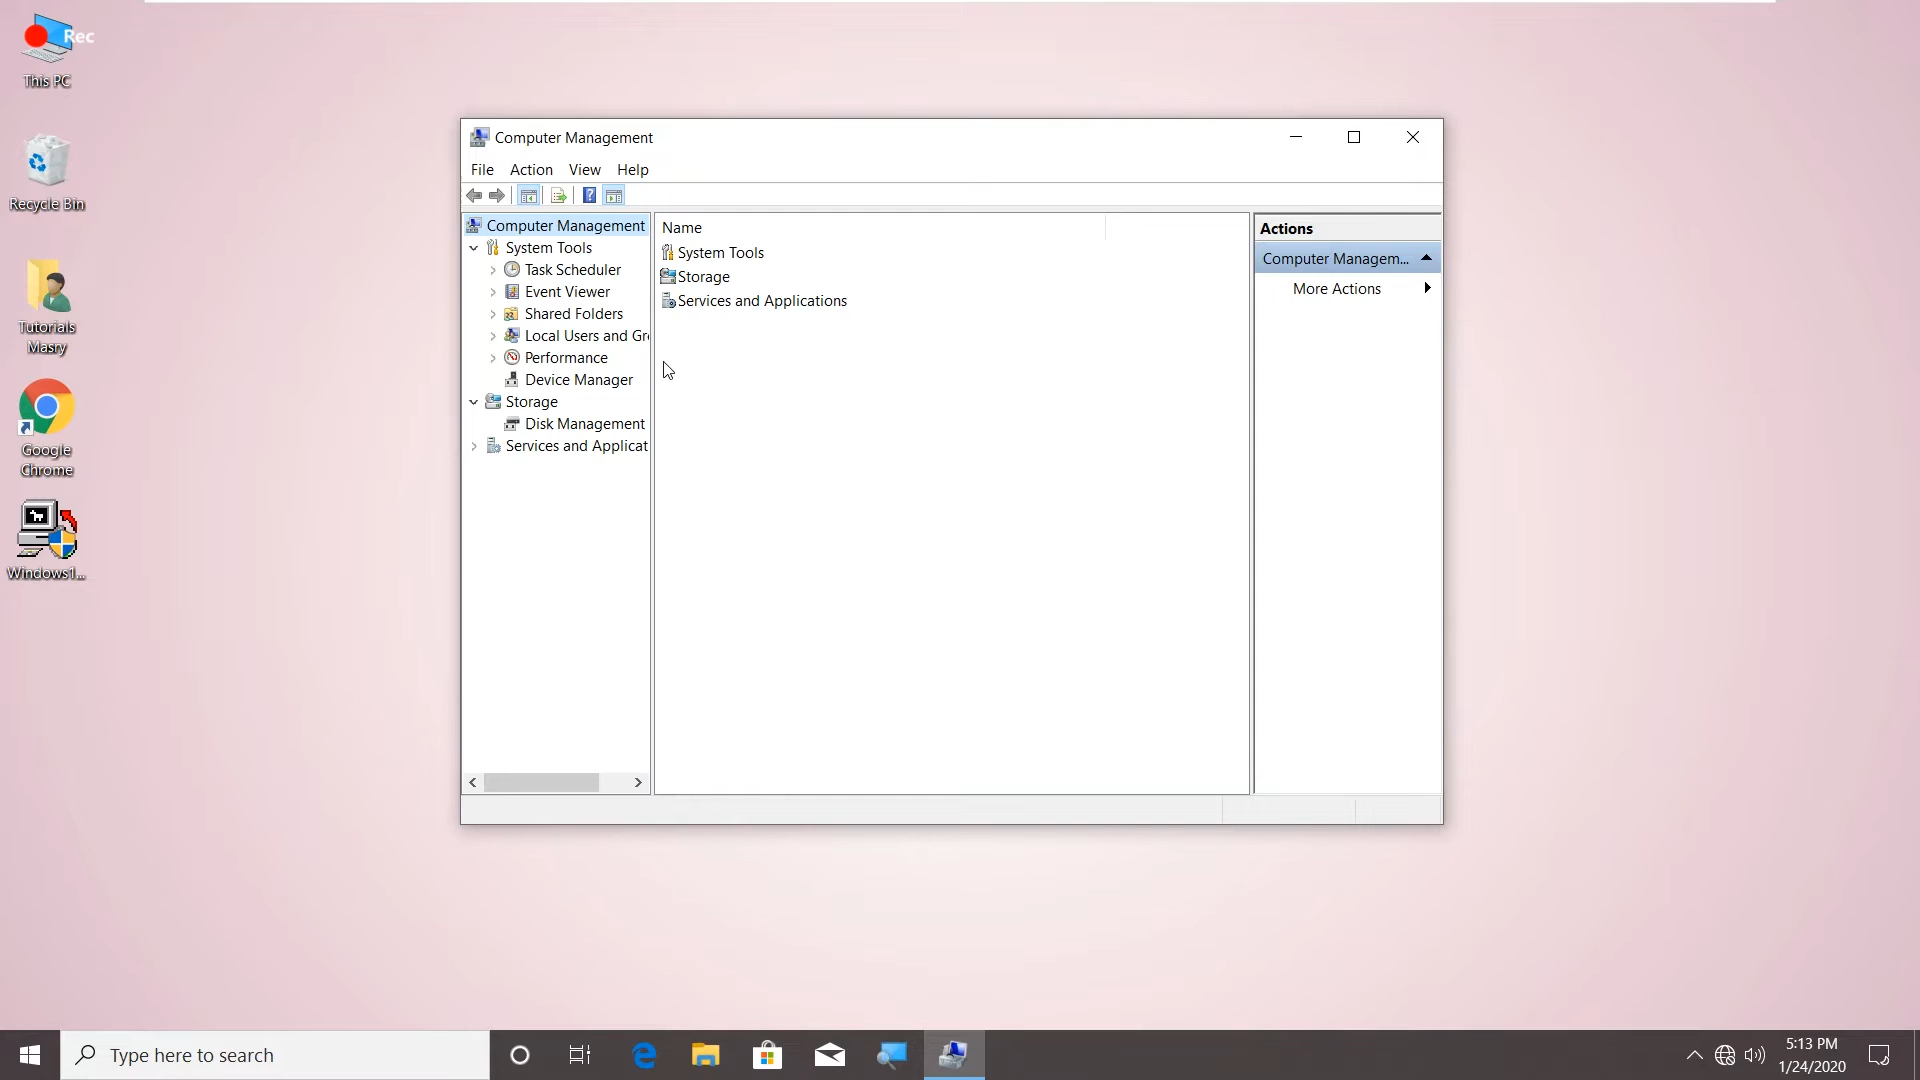 Rec
This PC
Recycle Bin
Tutorials
Masry
Google
Chrome
Windows1...
Computer Management
File Action View Help
Computer Management
System Tools
Task Scheduler
Event Viewer
Shared Folders
Local Users and Gro
Performance
Device Manager
Storage
Disk Management
Services and Applicat
Name
System Tools
Storage
Services and Applications
Actions
Computer Managem...
More Actions
Type here to search
5:13 PM
1/24/2020